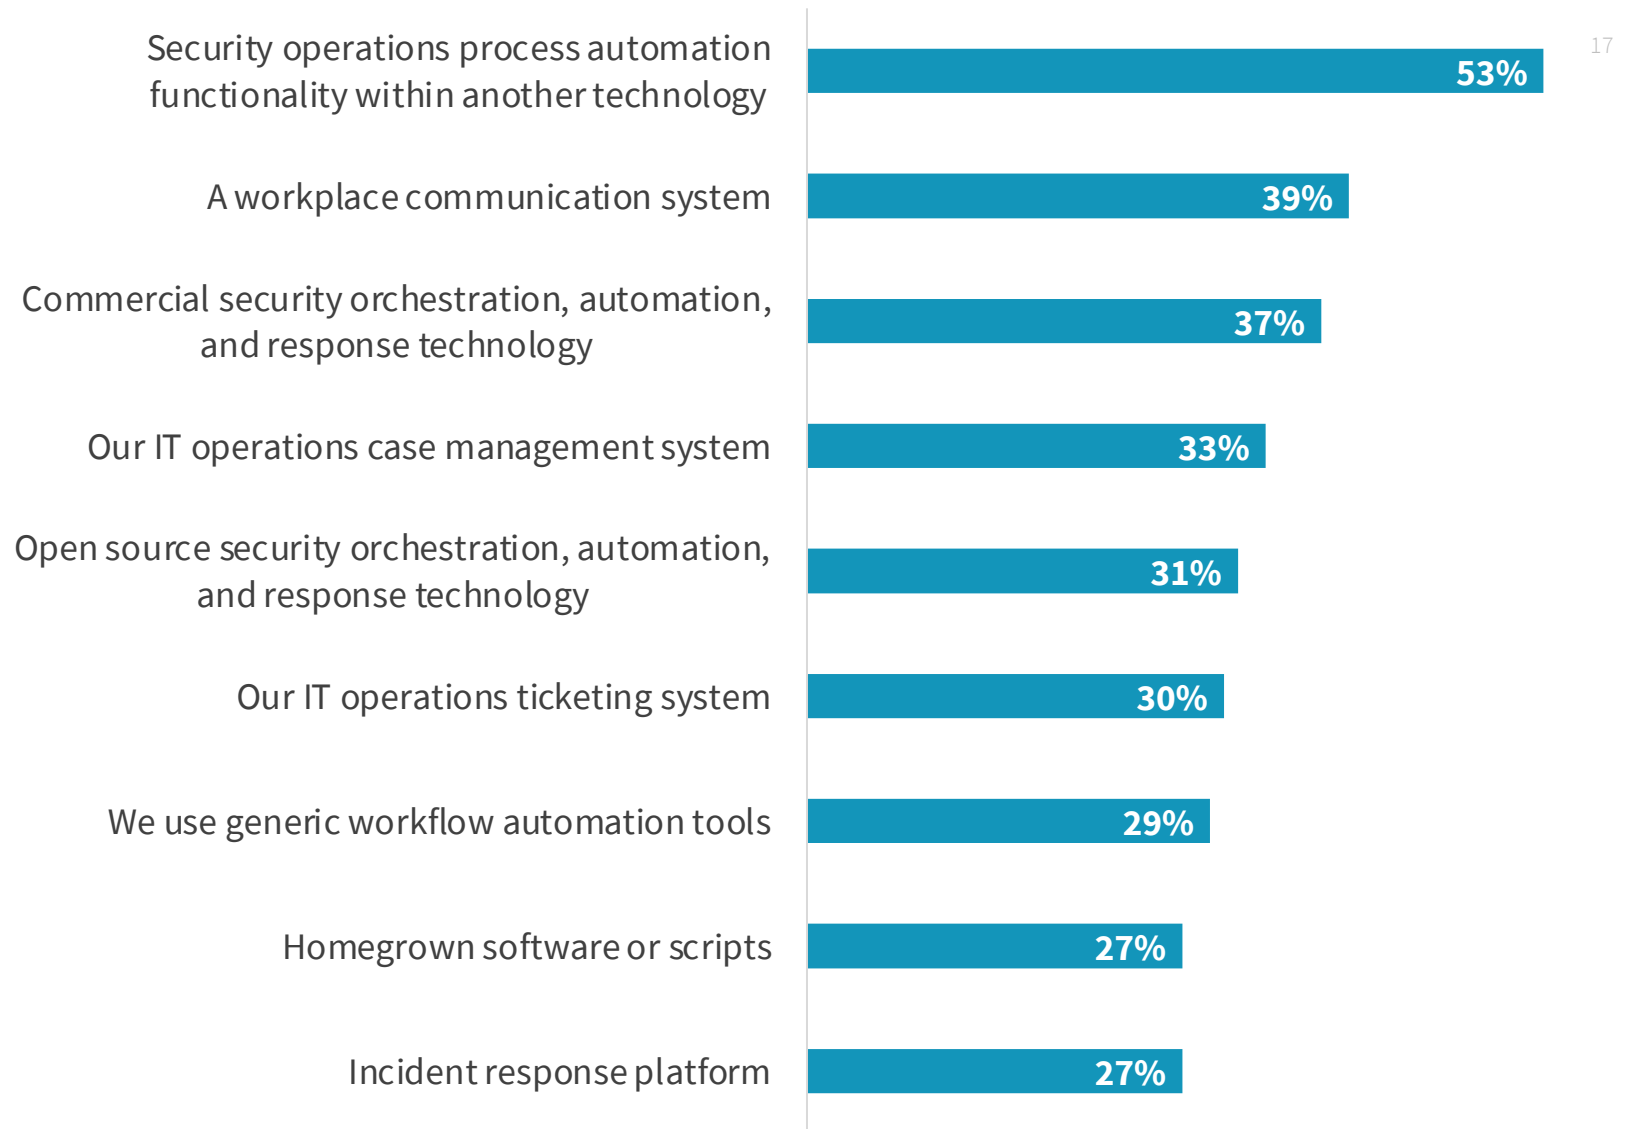 Security operations process automation
functionality within another technology
53%
17
A workplace communication system
39%
Commercial security orchestration, automation,
and response technology
37%
Our IT operations case management system
33%
Open source security orchestration, automation,
and response technology
31%
Our IT operations ticketing system
30%
We use generic workflow automation tools
29%
Homegrown software or scripts
27%
Incident response platform
27%